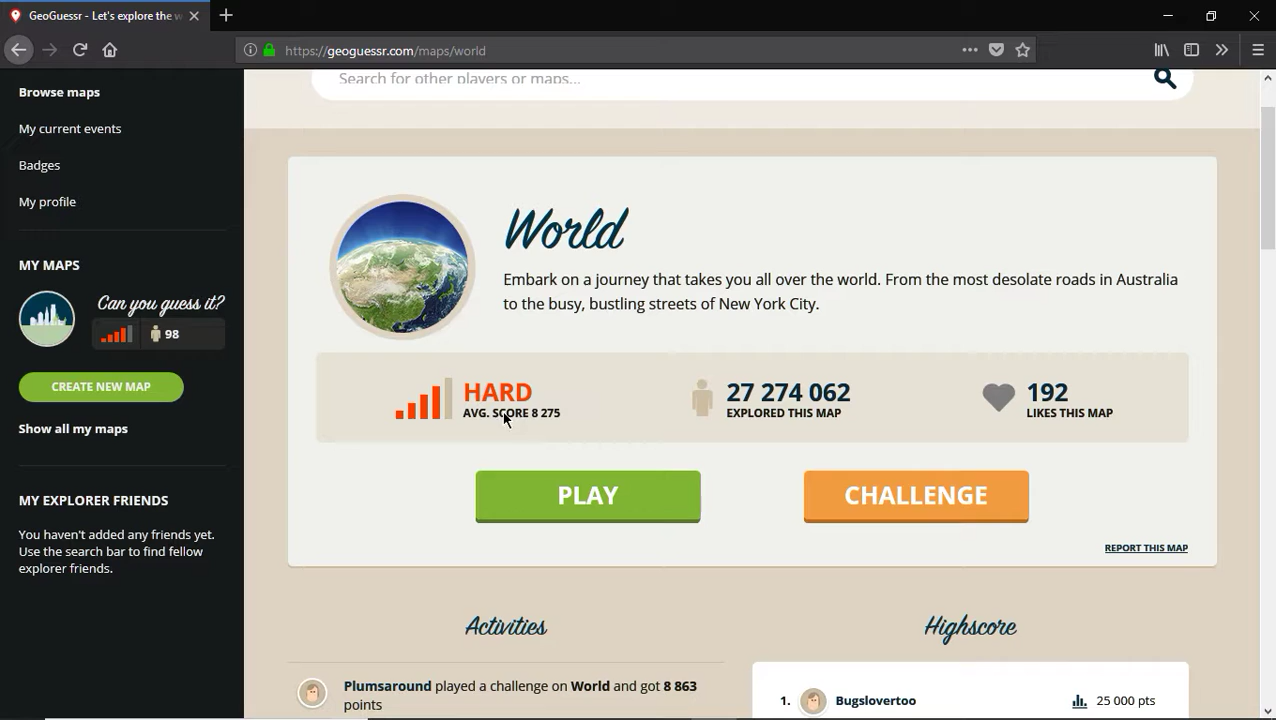 GeoGuessr - Let's explore the w
https://geoguessr.com/maps/world
Browse maps
My current events
Badges
My profile
MY MAPS
Can you guess it?
98
CREATE NEW MAP
Show all my maps
MY EXPLORER FRIENDS
You haven't added any friends yet.
Use the search bar to find fellow
explorer friends.
Search for other players or maps...
World
Embark on a journey that takes you all over the world. From the most desolate roads in Australia
to the busy, bustling streets of New York City.
HARD
AVG. SCORE 8 275
27 274 062
EXPLORED THIS MAP
192
LIKES THIS MAP
PLAY
CHALLENGE
REPORT THIS MAP
Activities
Plumsaround played a challenge on World and got 8 863
points
Highscore
1. Bugslovertoo 25 000 pts